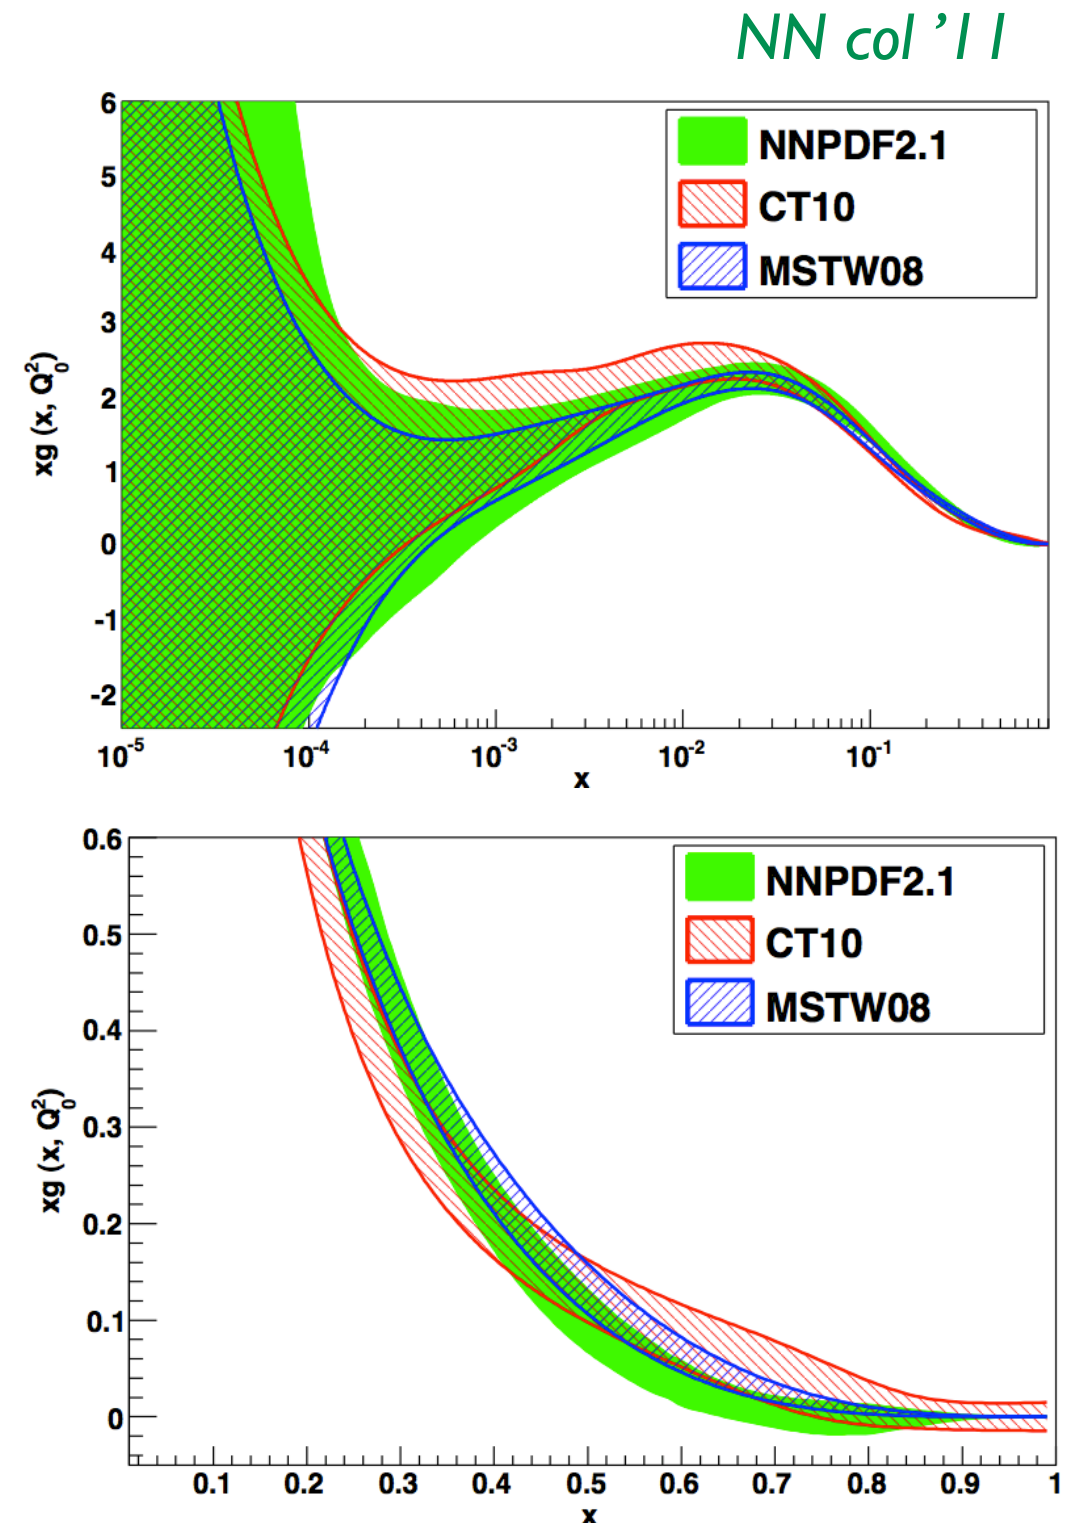 NN col '11
6
5
4
3
2
1
0
-1
-2
xg (x, Q₀²)
NNPDF2.1
CT10
MSTW08
10⁻⁵ 10⁻⁴ 10⁻³ 10⁻² 10⁻¹
x
0.6
0.5
0.4
0.3
0.2
0.1
0
xg (x, Q₀²)
NNPDF2.1
CT10
MSTW08
0.1 0.2 0.3 0.4 0.5 0.6 0.7 0.8 0.9 1
x